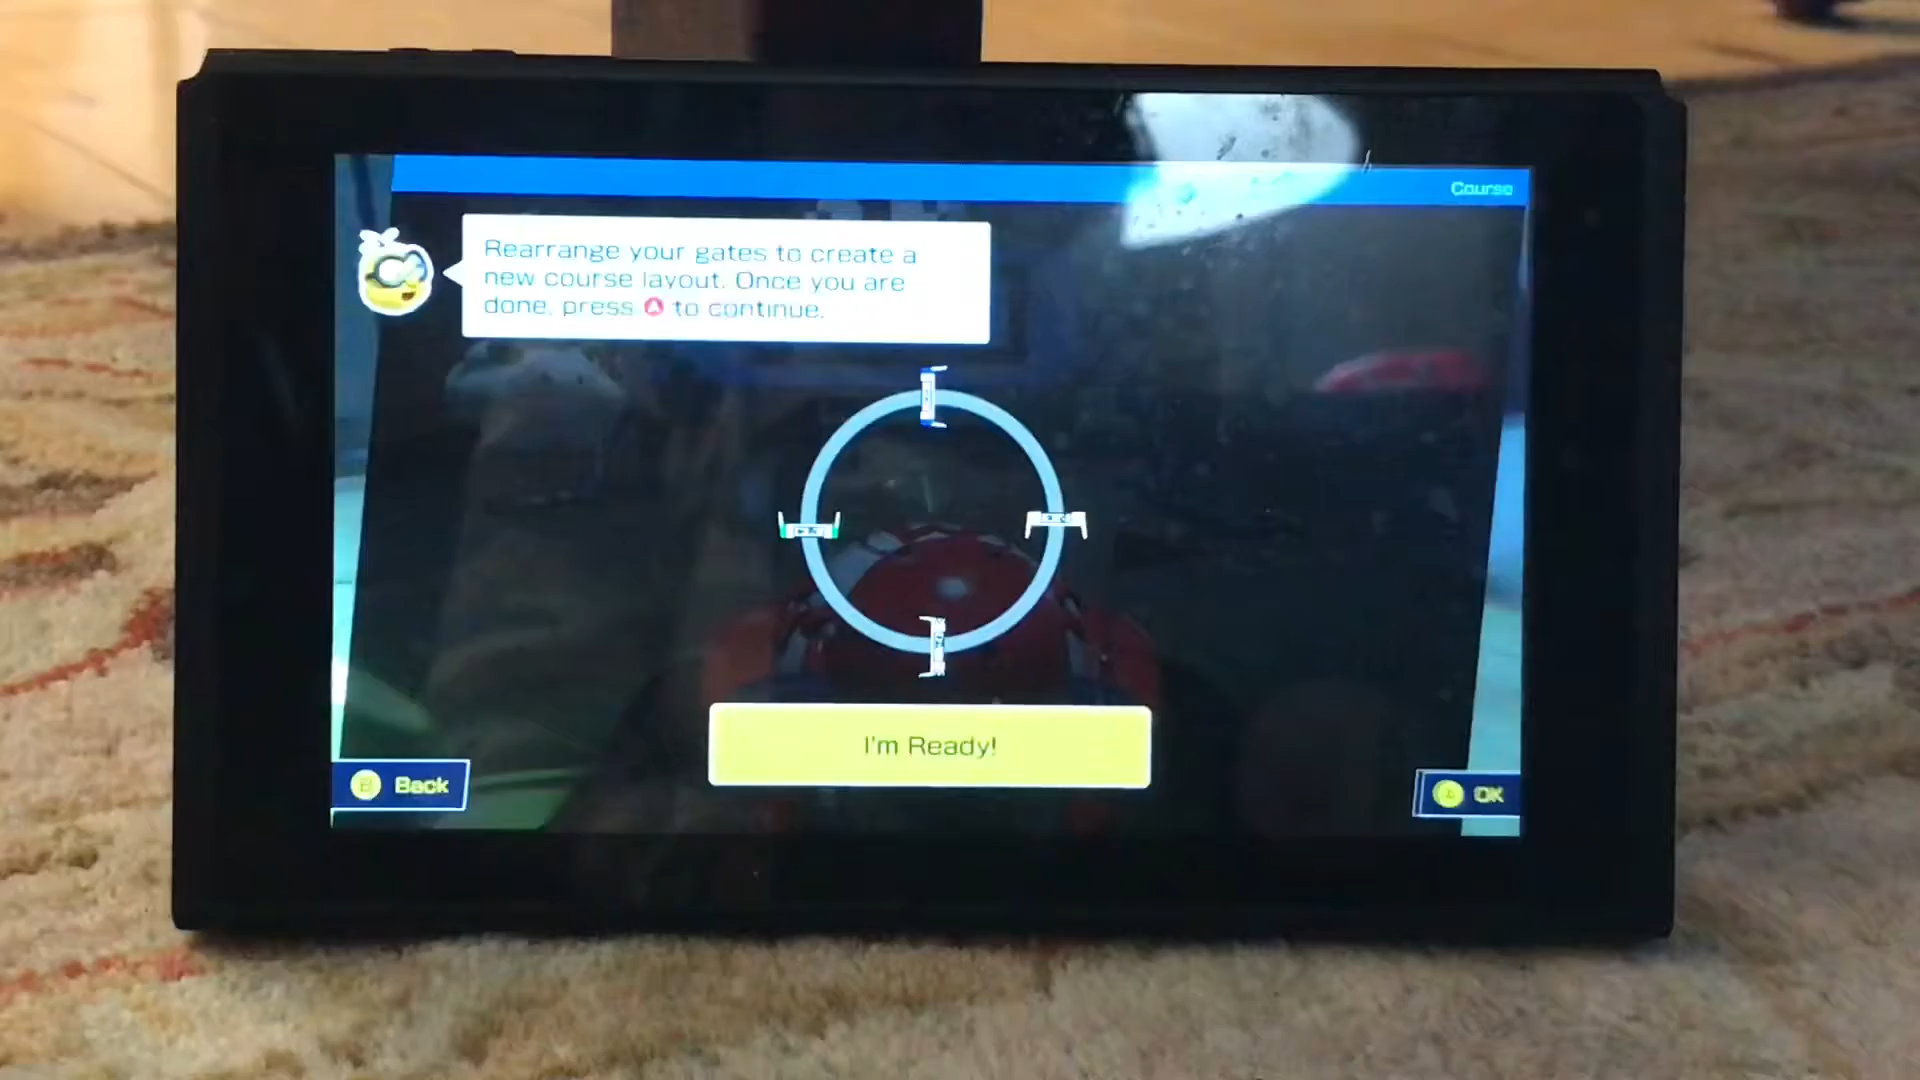 Course
Rearrange your gates to create a
new course layout. Once you are
done, press A to continue.
I'm Ready!
B Back
A OK